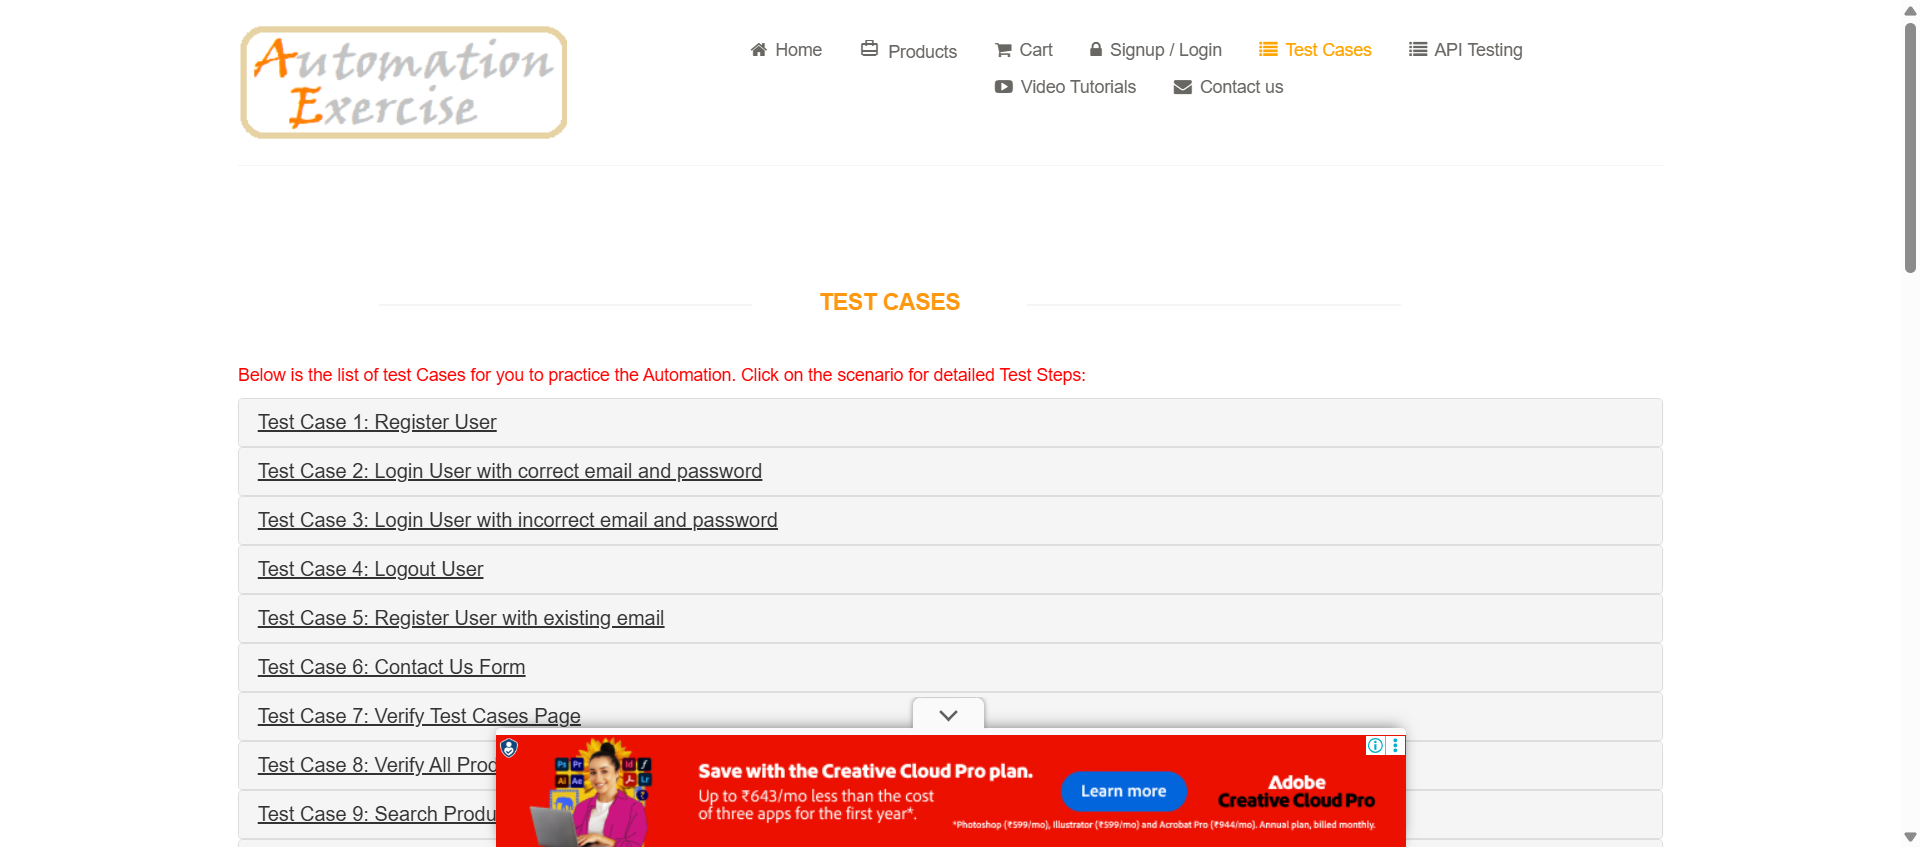 Automation
Exercise
Home
Products
Cart
Signup / Login
Test Cases
API Testing
Video Tutorials
Contact us
TEST CASES
Below is the list of test Cases for you to practice the Automation. Click on the scenario for detailed Test Steps:
Test Case 1: Register User
Test Case 2: Login User with correct email and password
Test Case 3: Login User with incorrect email and password
Test Case 4: Logout User
Test Case 5: Register User with existing email
Test Case 6: Contact Us Form
Test Case 7: Verify Test Cases Page
Test Case 8: Verify All Prod
Test Case 9: Search Produ
Ps Pr Id
Ai Ae Lr
Save with the Creative Cloud Pro plan.
Up to ₹643/mo less than the cost
of three apps for the first year*.
Learn more
Adobe
Creative Cloud Pro
*Photoshop (₹599/mo), Illustrator (₹599/mo) and Acrobat Pro (₹944/mo). Annual plan, billed monthly.